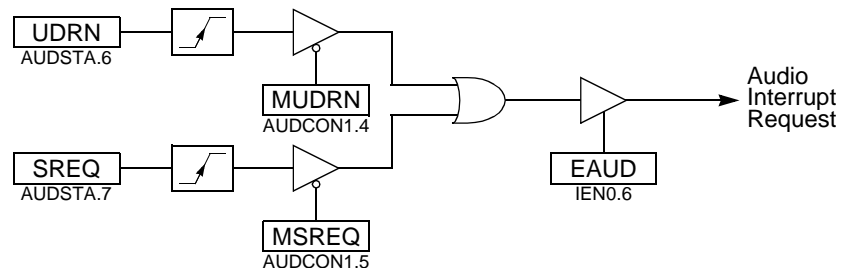 UDRN
AUDSTA.6
MUDRN
AUDCON1.4
SREQ
AUDSTA.7
MSREQ
AUDCON1.5
EAUD
IEN0.6
Audio
Interrupt
Request